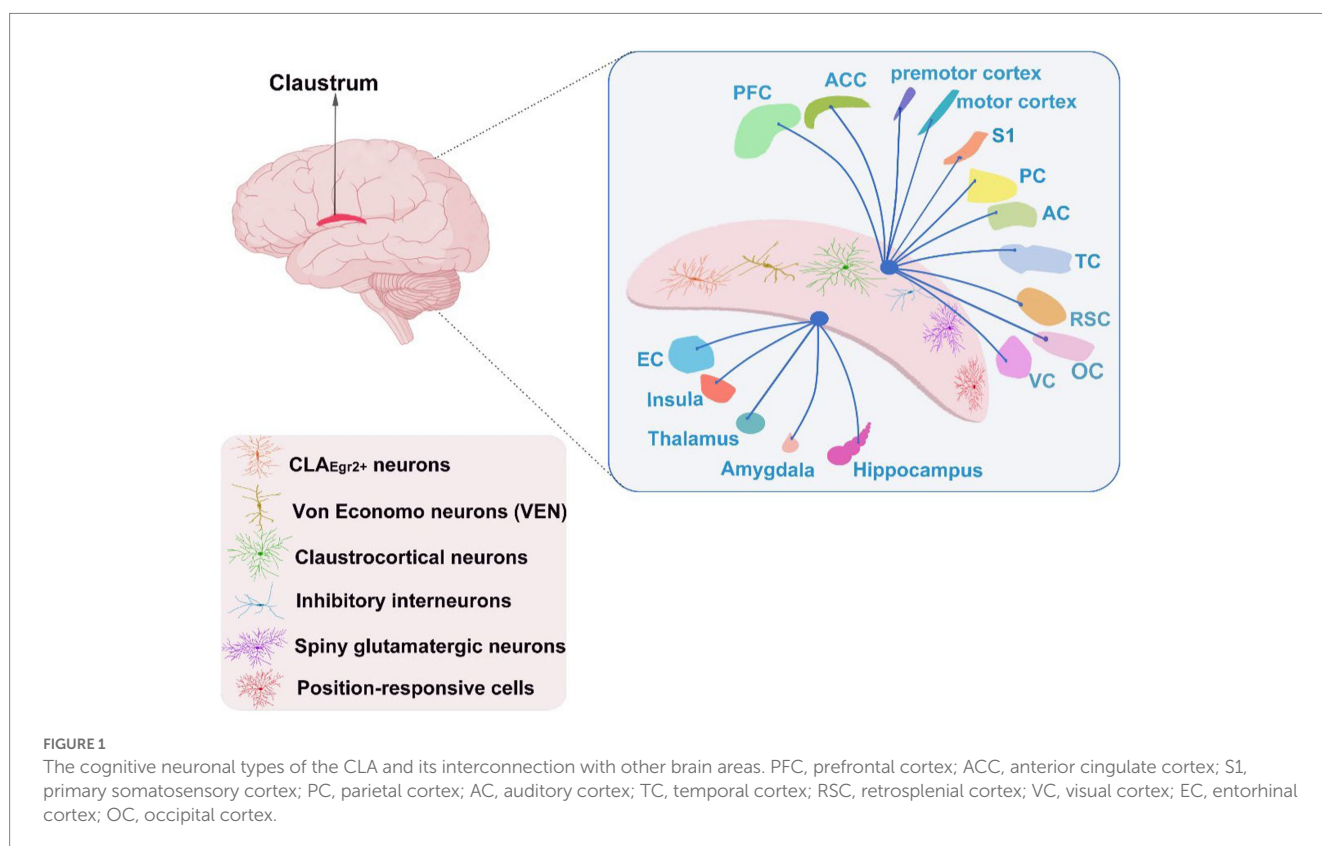 Claustrum
PFC
ACC
premotor cortex
motor cortex
S1
PC
AC
TC
RSC
OC
VC
EC
Insula
Thalamus
Amygdala
Hippocampus
CLAEgr2+ neurons
Von Economo neurons (VEN)
Claustrocortical neurons
Inhibitory interneurons
Spiny glutamatergic neurons
Position-responsive cells
FIGURE 1
The cognitive neuronal types of the CLA and its interconnection with other brain areas. PFC, prefrontal cortex; ACC, anterior cingulate cortex; S1,
primary somatosensory cortex; PC, parietal cortex; AC, auditory cortex; TC, temporal cortex; RSC, retrosplenial cortex; VC, visual cortex; EC, entorhinal
cortex; OC, occipital cortex.